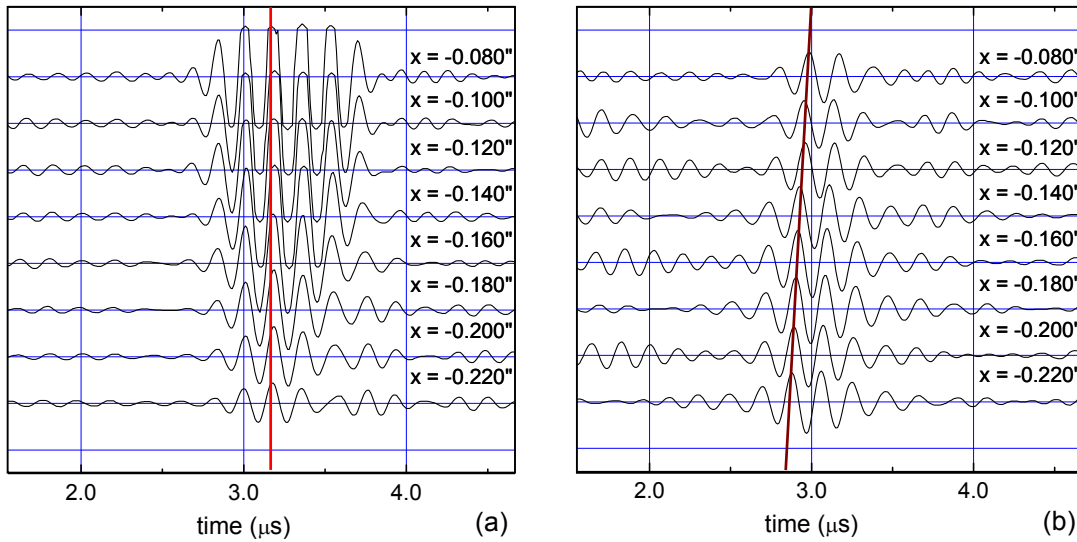 x = -0.080"
x = -0.100"
x = -0.120"
x = -0.140"
x = -0.160"
x = -0.180"
x = -0.200"
x = -0.220"
2.0 3.0 4.0
time (μs) (a)
x = -0.080"
x = -0.100"
x = -0.120"
x = -0.140"
x = -0.160"
x = -0.180"
x = -0.200"
x = -0.220"
2.0 3.0 4.0
time (μs) (b)